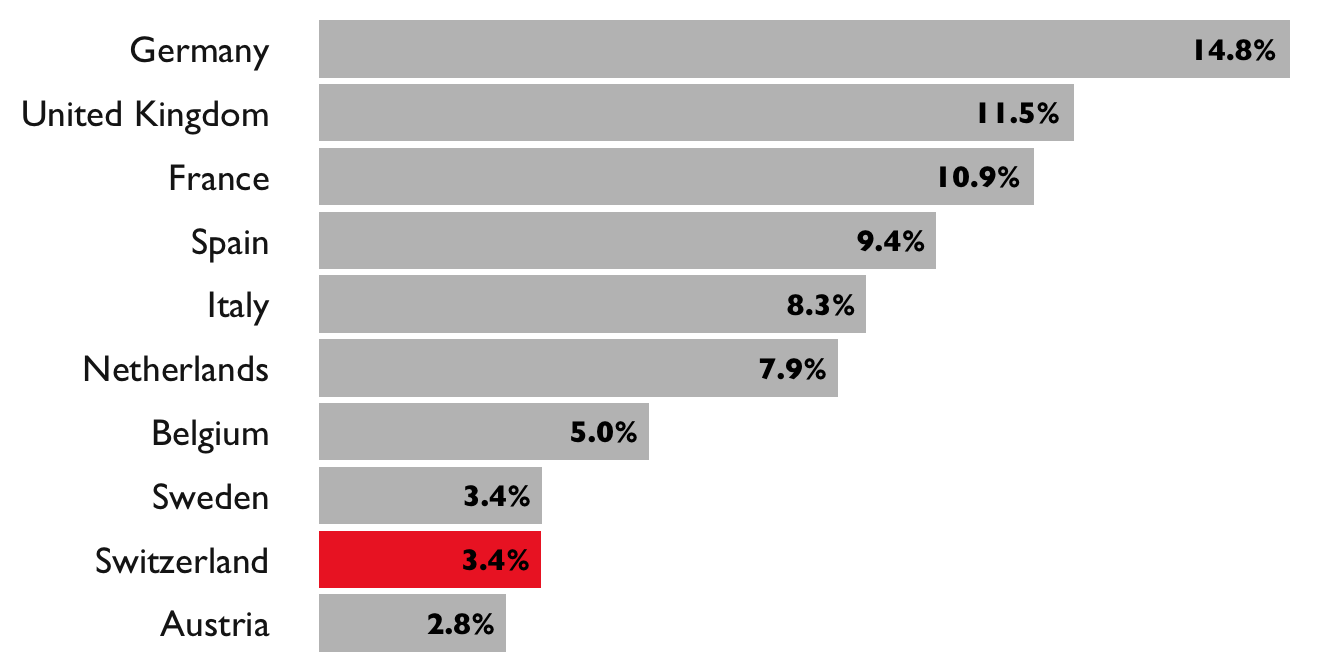 Germany 14.8%
United Kingdom 11.5%
France 10.9%
Spain 9.4%
Italy 8.3%
Netherlands 7.9%
Belgium 5.0%
Sweden 3.4%
Switzerland 3.4%
Austria 2.8%